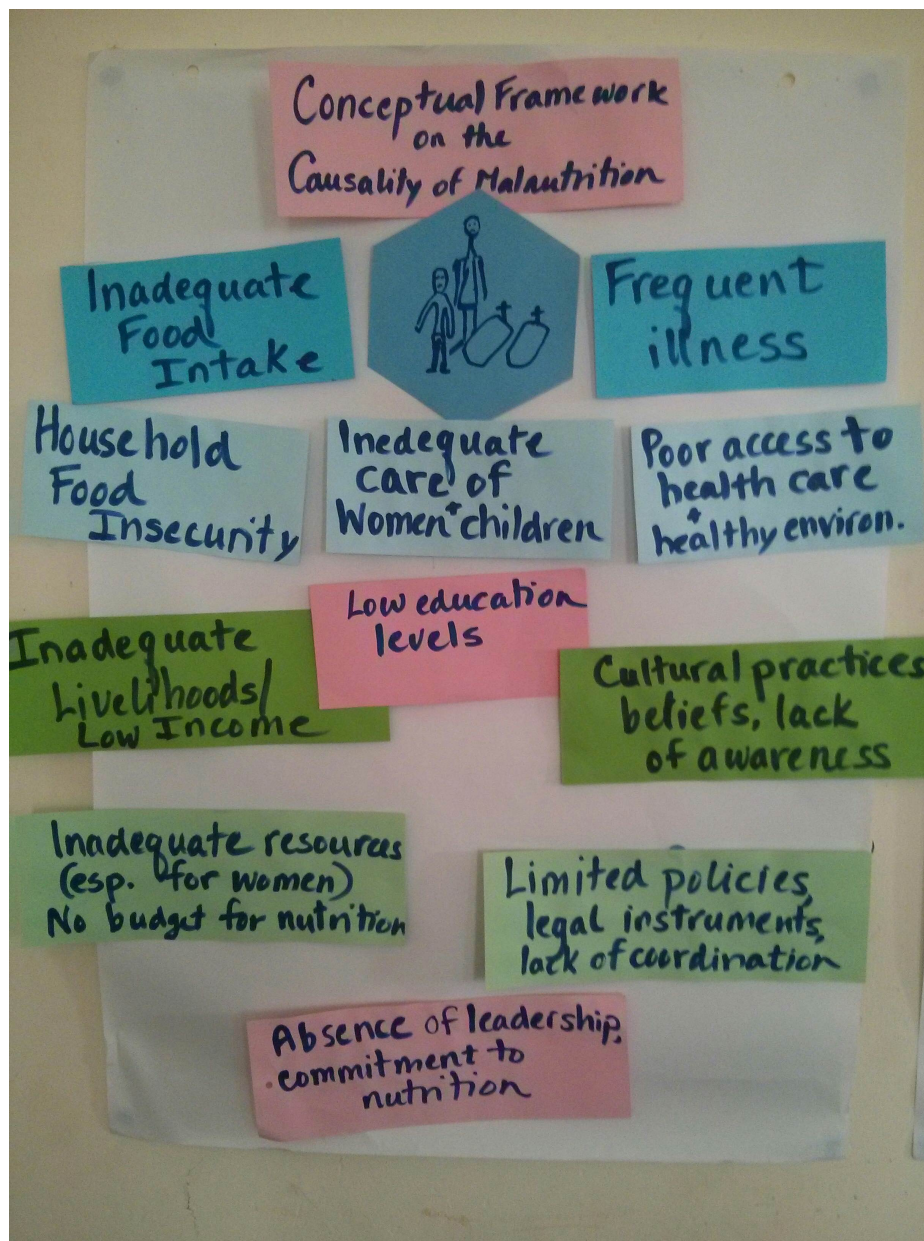 Conceptual Framework
on the
Causality of Malnutrition
Inadequate
Food
Intake
Frequent
illness
Household
Food
Insecurity
Inedequate
care of
Women + children
Poor access to
health care
+
healthy environ.
Low education
levels
Inadequate
Livelihoods/
Low Income
Cultural practices
beliefs, lack
of awareness
Inadequate resources
(esp. for women)
No budget for nutrition
Limited policies,
legal instruments,
lack of coordination
Absence of leadership,
commitment to
nutrition